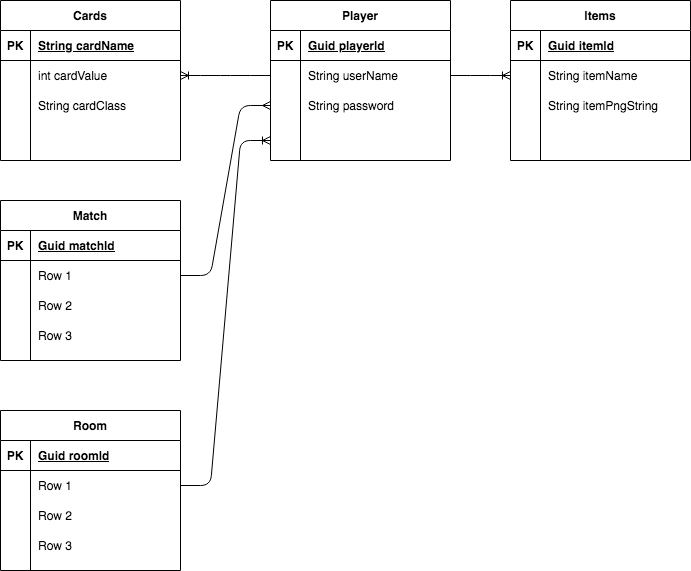 Cards
PK String cardName
int cardValue
String cardClass
Player
PK Guid playerId
String userName
String password
Items
PK Guid itemId
String itemName
String itemPngString
Match
PK Guid matchId
Row 1
Row 2
Row 3
Room
PK Guid roomId
Row 1
Row 2
Row 3